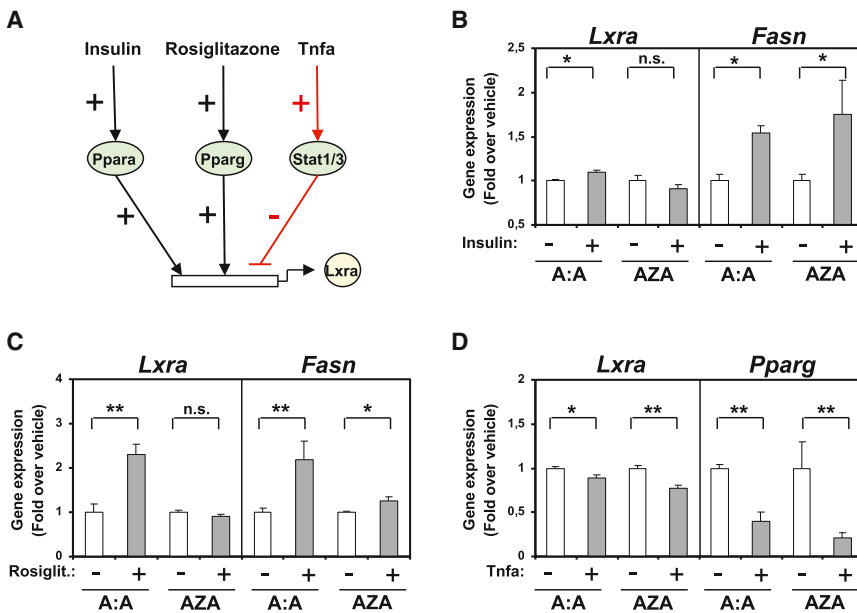 A
Insulin Rosiglitazone Tnfa
+ + +
Ppara Pparg Stat1/3
+ + -
Lxra
B
Lxra Fasn
Gene expression
(Fold over vehicle)
2,5
2
1,5
1
0,5
* n.s. * *
Insulin: - + - + - + - +
A:A AZA A:A AZA
C
Lxra Fasn
Gene expression
(Fold over vehicle)
4
3
2
1
0
** n.s. ** *
Rosiglit.: - + - + - + - +
A:A AZA A:A AZA
D
Lxra Pparg
Gene expression
(Fold over vehicle)
2
1,5
1
0,5
0
* ** ** **
Tnfa: - + - + - + - +
A:A AZA A:A AZA